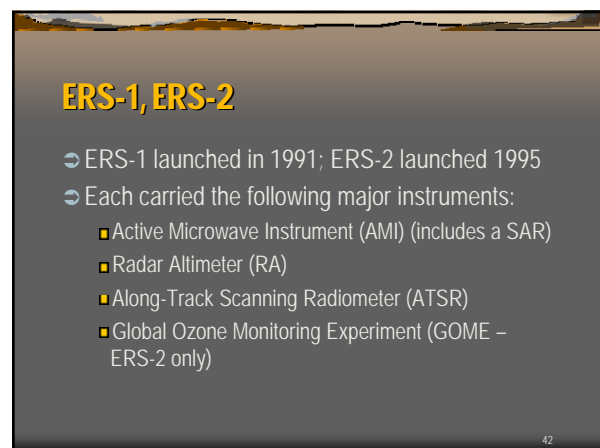 ERS-1, ERS-2
➲ ERS-1 launched in 1991; ERS-2 launched 1995
➲ Each carried the following major instruments:
Active Microwave Instrument (AMI) (includes a SAR)
Radar Altimeter (RA)
Along-Track Scanning Radiometer (ATSR)
Global Ozone Monitoring Experiment (GOME –
ERS-2 only)
42